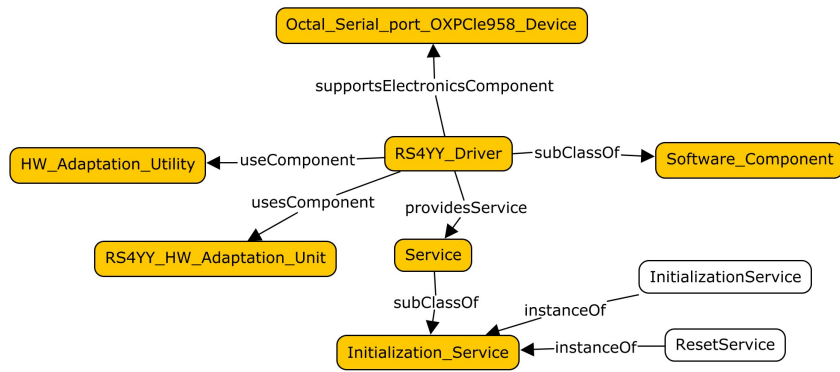 Octal_Serial_port_OXPCIe958_Device
supportsElectronicsComponent
HW_Adaptation_Utility
useComponent
RS4YY_Driver
subClassOf
Software_Component
usesComponent
providesService
RS4YY_HW_Adaptation_Unit
Service
InitializationService
subClassOf
instanceOf
Initialization_Service
instanceOf
ResetService